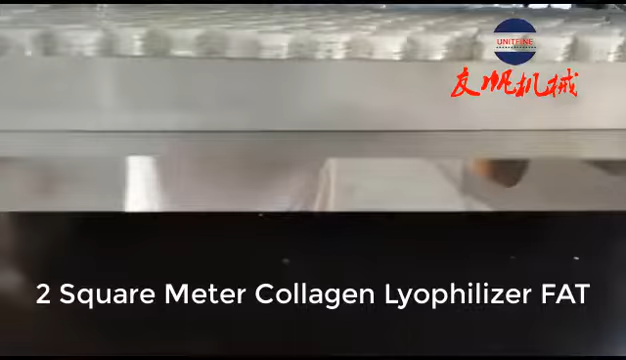 UNITFINE
友帆机械
2 Square Meter Collagen Lyophilizer FAT